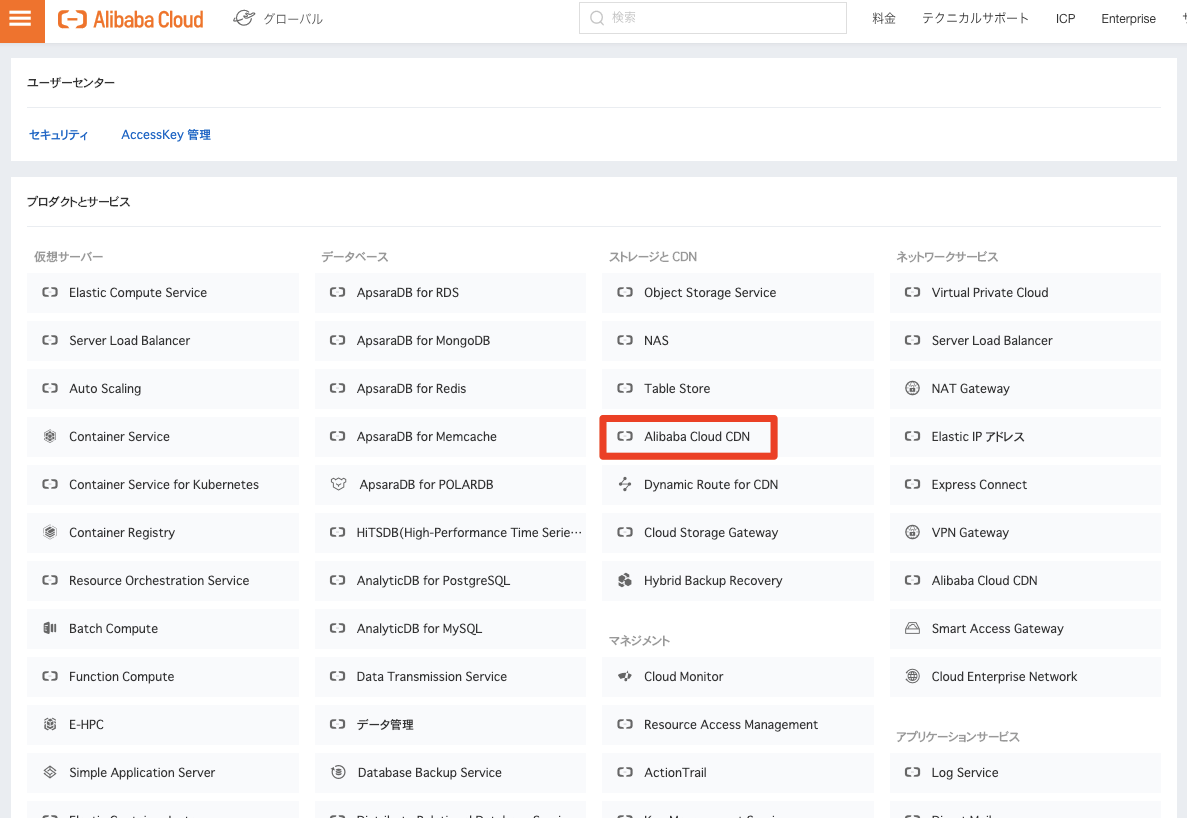 Alibaba Cloud
グローバル
検索
料金
テクニカルサポート
ICP
Enterprise
ユーザーセンター
セキュリティ
AccessKey 管理
プロダクトとサービス
仮想サーバー
Elastic Compute Service
Server Load Balancer
Auto Scaling
Container Service
Container Service for Kubernetes
Container Registry
Resource Orchestration Service
Batch Compute
Function Compute
E-HPC
Simple Application Server
データベース
ApsaraDB for RDS
ApsaraDB for MongoDB
ApsaraDB for Redis
ApsaraDB for Memcache
ApsaraDB for POLARDB
HiTSDB(High-Performance Time Serie…
AnalyticDB for PostgreSQL
AnalyticDB for MySQL
Data Transmission Service
データ管理
Database Backup Service
ストレージと CDN
Object Storage Service
NAS
Table Store
Alibaba Cloud CDN
Dynamic Route for CDN
Cloud Storage Gateway
Hybrid Backup Recovery
マネジメント
Cloud Monitor
Resource Access Management
ActionTrail
ネットワークサービス
Virtual Private Cloud
Server Load Balancer
NAT Gateway
Elastic IP アドレス
Express Connect
VPN Gateway
Alibaba Cloud CDN
Smart Access Gateway
Cloud Enterprise Network
アプリケーションサービス
Log Service